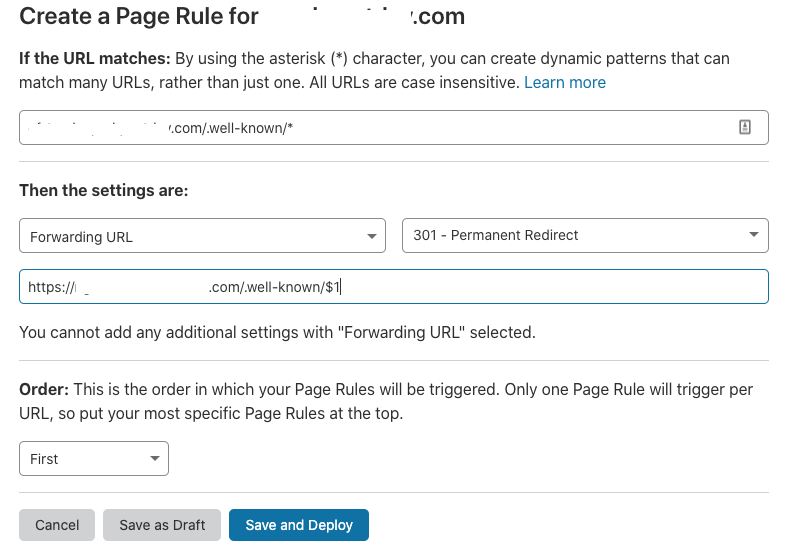 Create a Page Rule for .com
If the URL matches: By using the asterisk (*) character, you can create dynamic patterns that can
match many URLs, rather than just one. All URLs are case insensitive. Learn more
.com/.well-known/*
Then the settings are:
Forwarding URL
301 - Permanent Redirect
https:// .com/.well-known/$1
You cannot add any additional settings with "Forwarding URL" selected.
Order: This is the order in which your Page Rules will be triggered. Only one Page Rule will trigger per
URL, so put your most specific Page Rules at the top.
First
Cancel
Save as Draft
Save and Deploy